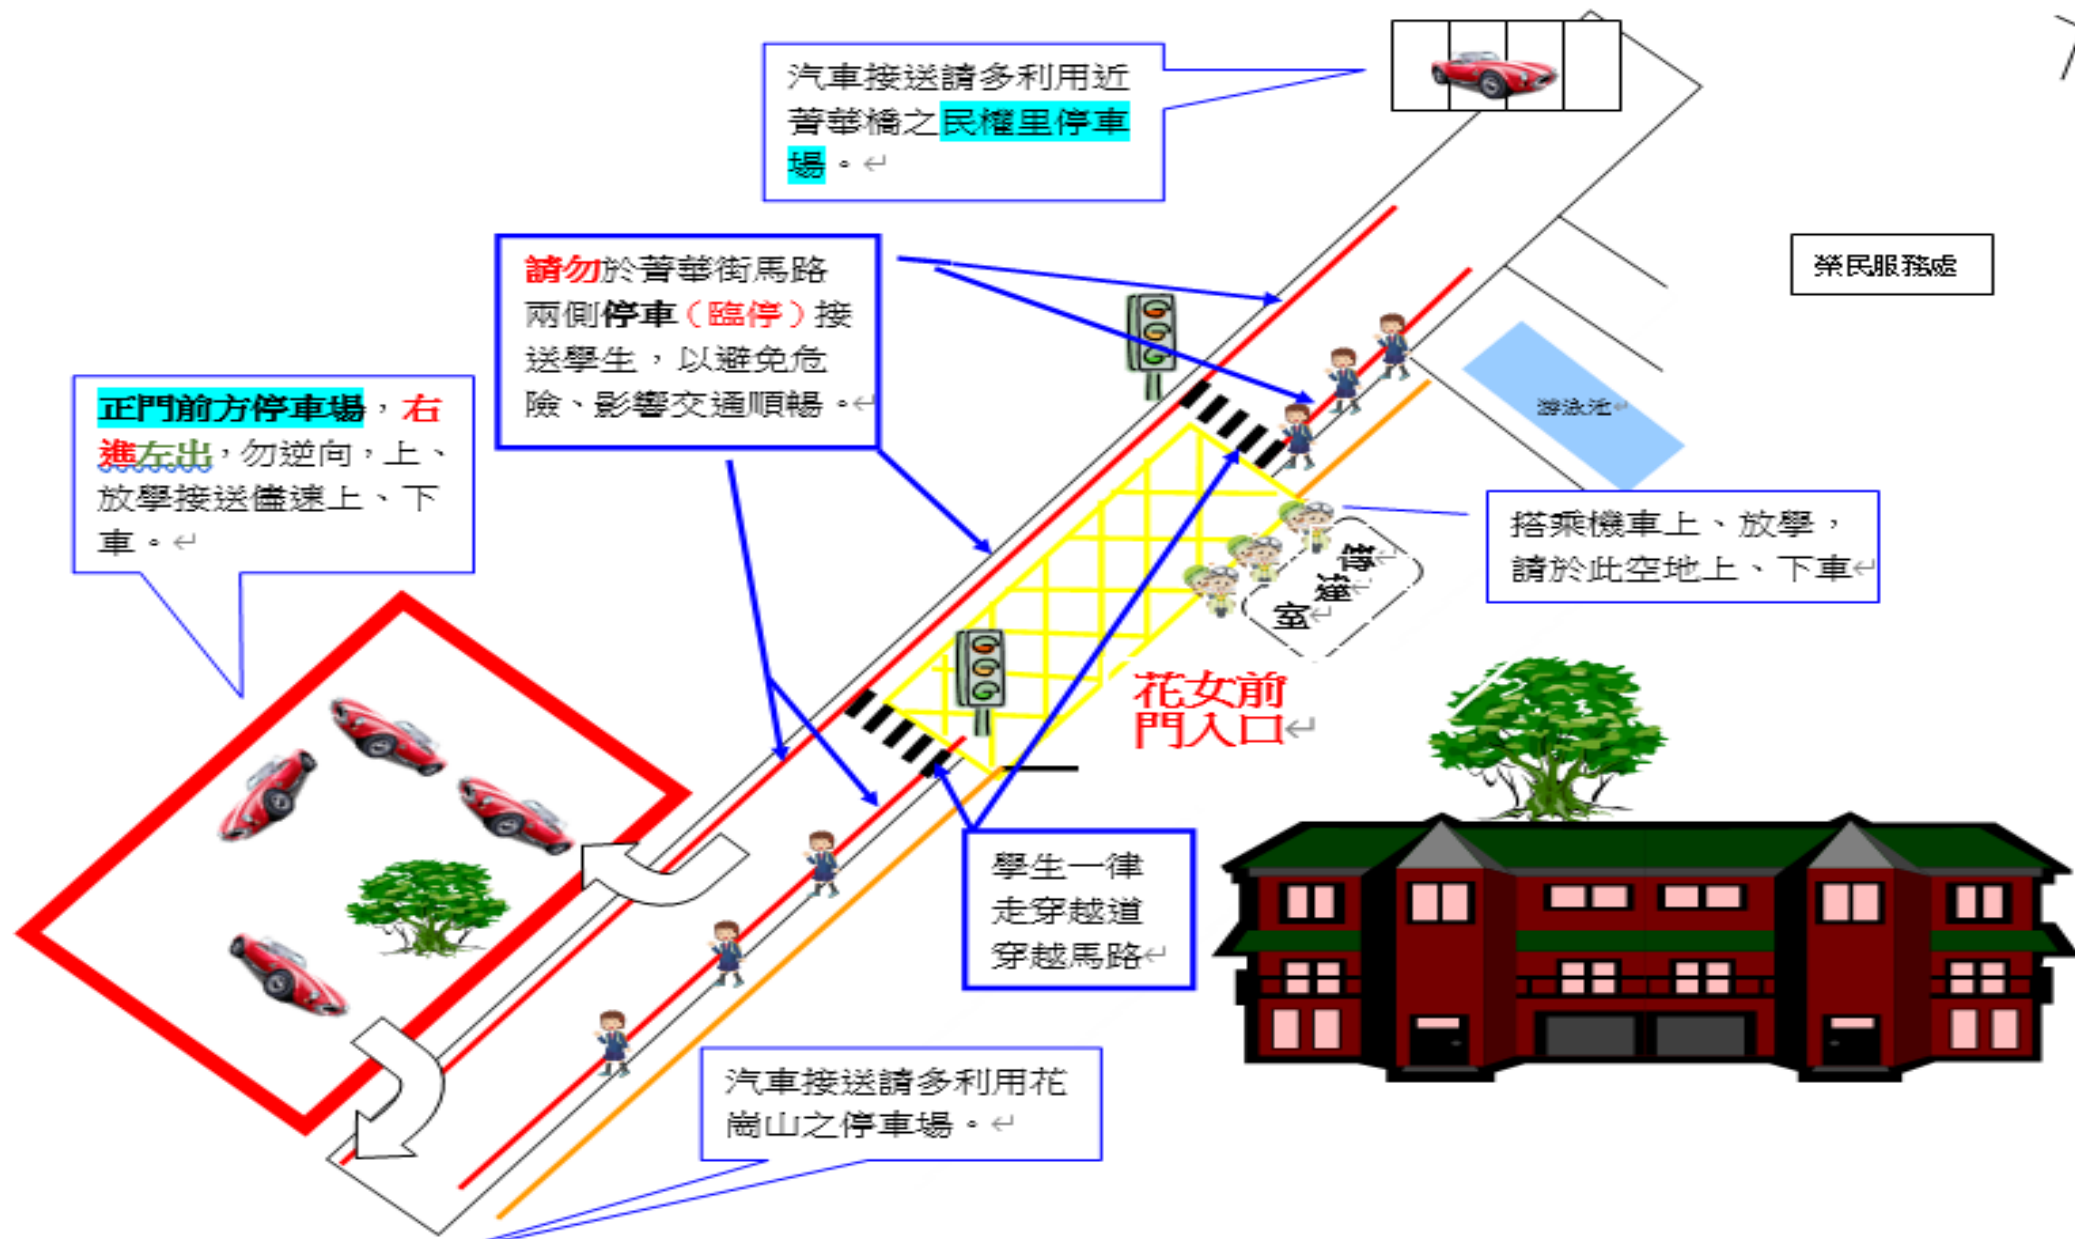 汽車接送請多利用近
菁華橋之民權里停車
場。
請勿於菁華街馬路
兩側停車（臨停）接
送學生，以避免危
險、影響交通順暢。
榮民服務處
正門前方停車場，右
進左出，勿逆向，上、
放學接送儘速上、下
車。
游泳池
搭乘機車上、放學，
請於此空地上、下車
傳
達
室
花女前
門入口
學生一律
走穿越道
穿越馬路
汽車接送請多利用花
崗山之停車場。